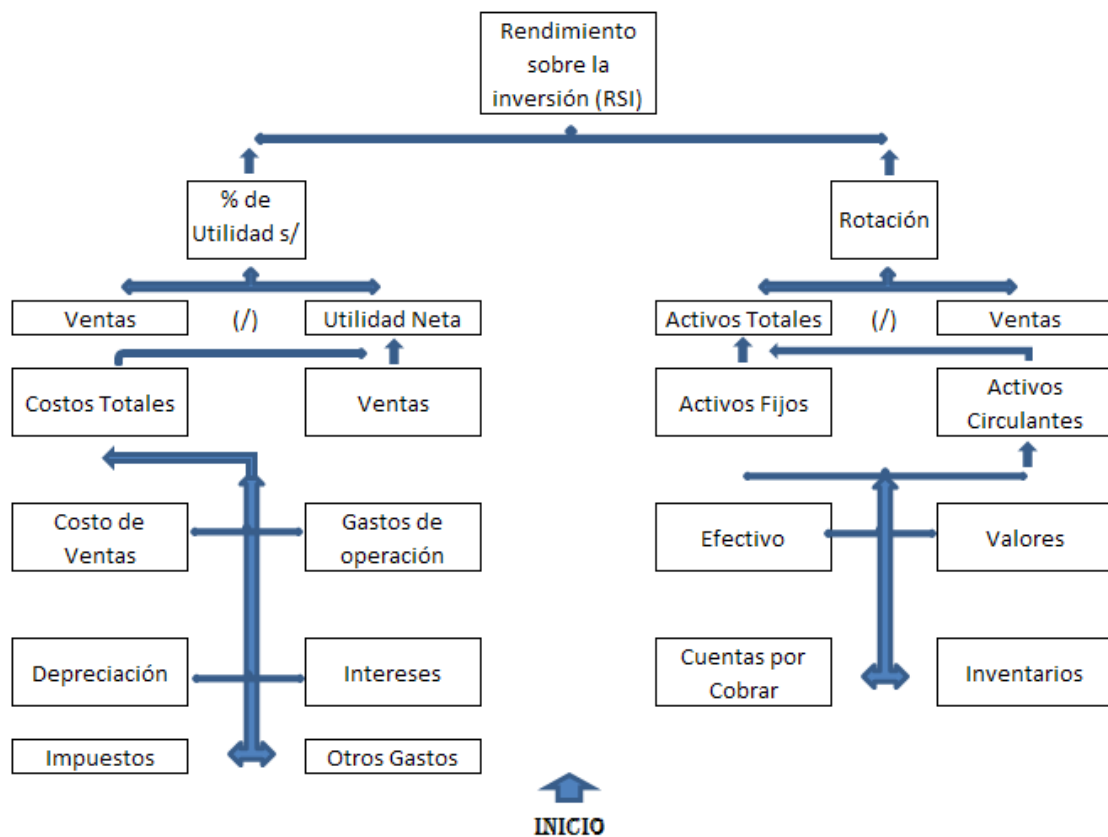 Rendimiento
sobre la
inversión (RSI)
% de
Utilidad s/
Rotación
Ventas
(/)
Utilidad Neta
Activos Totales
(/)
Ventas
Costos Totales
Ventas
Activos Fijos
Activos
Circulantes
Costo de
Ventas
Gastos de
operación
Efectivo
Valores
Depreciación
Intereses
Cuentas por
Cobrar
Inventarios
Impuestos
Otros Gastos
INICIO